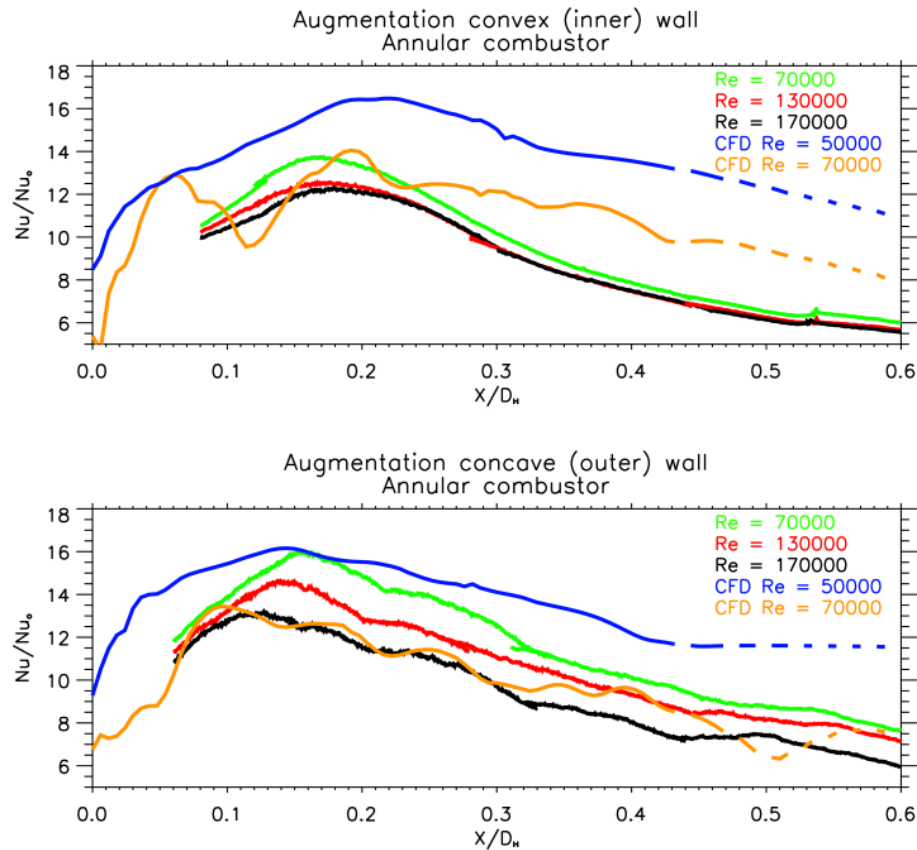 Augmentation convex (inner) wall
Annular combustor
18
16
14
12
10
8
6
Nu/Nu₀
Re = 70000
Re = 130000
Re = 170000
CFD Re = 50000
CFD Re = 70000
0.0 0.1 0.2 0.3 0.4 0.5 0.6
X/Dₕ
Augmentation concave (outer) wall
Annular combustor
18
16
14
12
10
8
6
Nu/Nu₀
Re = 70000
Re = 130000
Re = 170000
CFD Re = 50000
CFD Re = 70000
0.0 0.1 0.2 0.3 0.4 0.5 0.6
X/Dₕ